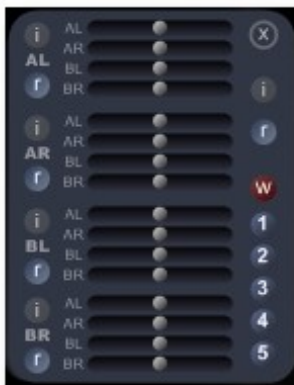 i AL X
AR
AL BL
r BR i
i AL r
AR
AR BL
r BR W
i AL 1
AR
BL BL 2
r BR 3
i AL
AR 4
BR BL
r BR 5